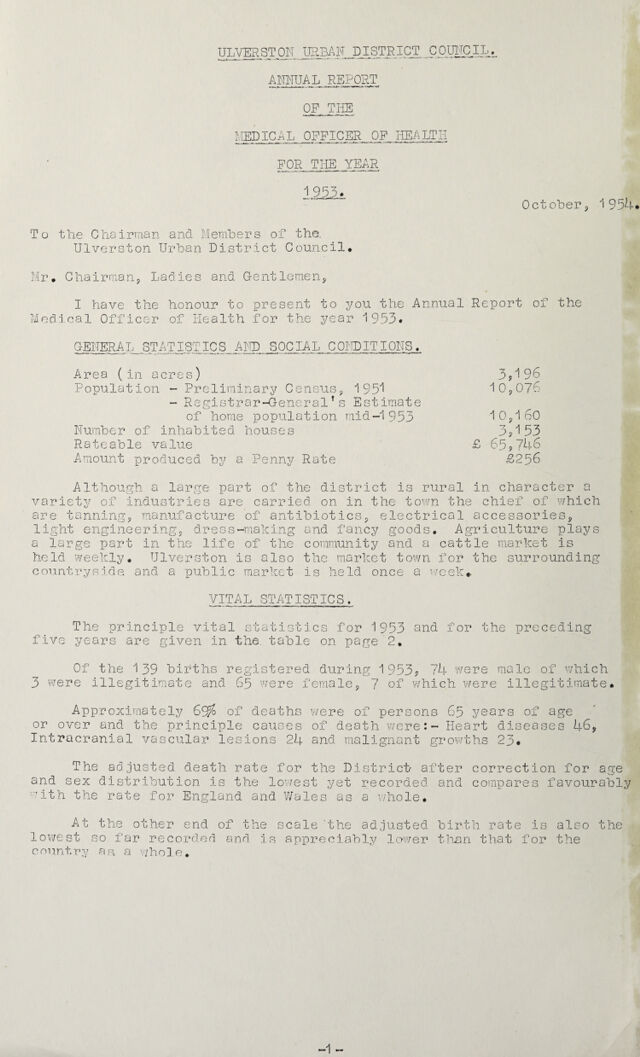 ULVERSTON URBAN DISTRICT COUNCIL.
ANNUAL REPORT
OF THE
MEDICAL OFFICER OF HEALTH
FOR THE YEAR
1953.
October, 1954.
To the Chairman and Members of the
Ulverston Urban District Council.
Mr. Chairman, Ladies and Gentlemen,
I have the honour to present to you the Annual Report of the
Medical Officer of Health for the year 1953.
GENERAL STATISTICS AND SOCIAL CONDITIONS.
Area (in acres) 3,196
Population - Preliminary Census, 1951 10,076
- Registrar-General's Estimate
of home population mid-1953 10,160
Number of inhabited houses 3,153
Rateable value £ 65,746
Amount produced by a Penny Rate £256
Although a large part of the district is rural in character a
variety of industries are carried on in the town the chief of which
are tanning, manufacture of antibiotics, electrical accessories,
light engineering, dress-making and fancy goods. Agriculture plays
a large part in the life of the community and a cattle market is
held weekly. Ulverston is also the market town for the surrounding
countryside and a public market is held once a week.
VITAL STATISTICS.
The principle vital statistics for 1953 and for the preceding
five years are given in the table on page 2.
Of the 139 births registered during 1953, 74 were male of which
3 were illegitimate and 65 were female, 7 of which were illegitimate.
Approximately 69% of deaths were of persons 65 years of age
or over and the principle causes of death were:- Heart diseases 46,
Intracranial vascular lesions 24 and malignant growths 23.
The adjusted death rate for the District after correction for age
and sex distribution is the lowest yet recorded and compares favourably
with the rate for England and Wales as a whole.
At the other end of the scale the adjusted birth rate is also the
lowest so far recorded and is appreciably lower than that for the
country as a whole.
-1-